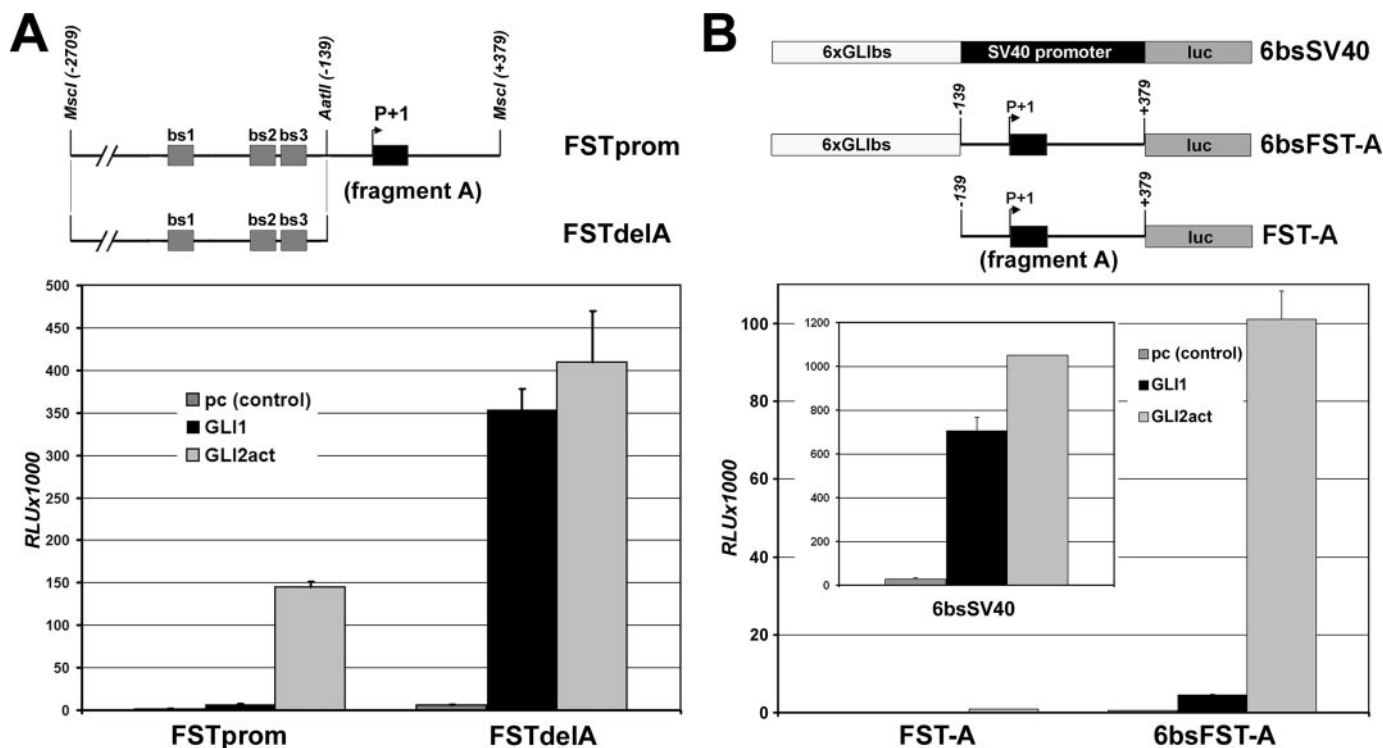 A
MscI (-2709)
AatII (-139)
MscI (+379)
P+1
bs1
bs2
bs3
FSTprom
(fragment A)
bs1
bs2
bs3
FSTdelA
500
450
400
350
300
250
200
150
100
50
0
RLUx1000
pc (control)
GLI1
GLI2act
FSTprom
FSTdelA
B
6xGLIbs
SV40 promoter
luc
6bsSV40
-139
P+1
+379
6xGLIbs
luc
6bsFST-A
-139
P+1
+379
luc
FST-A
(fragment A)
100
80
60
40
20
0
RLUx1000
1200
1000
800
600
400
200
0
6bsSV40
pc (control)
GLI1
GLI2act
FST-A
6bsFST-A